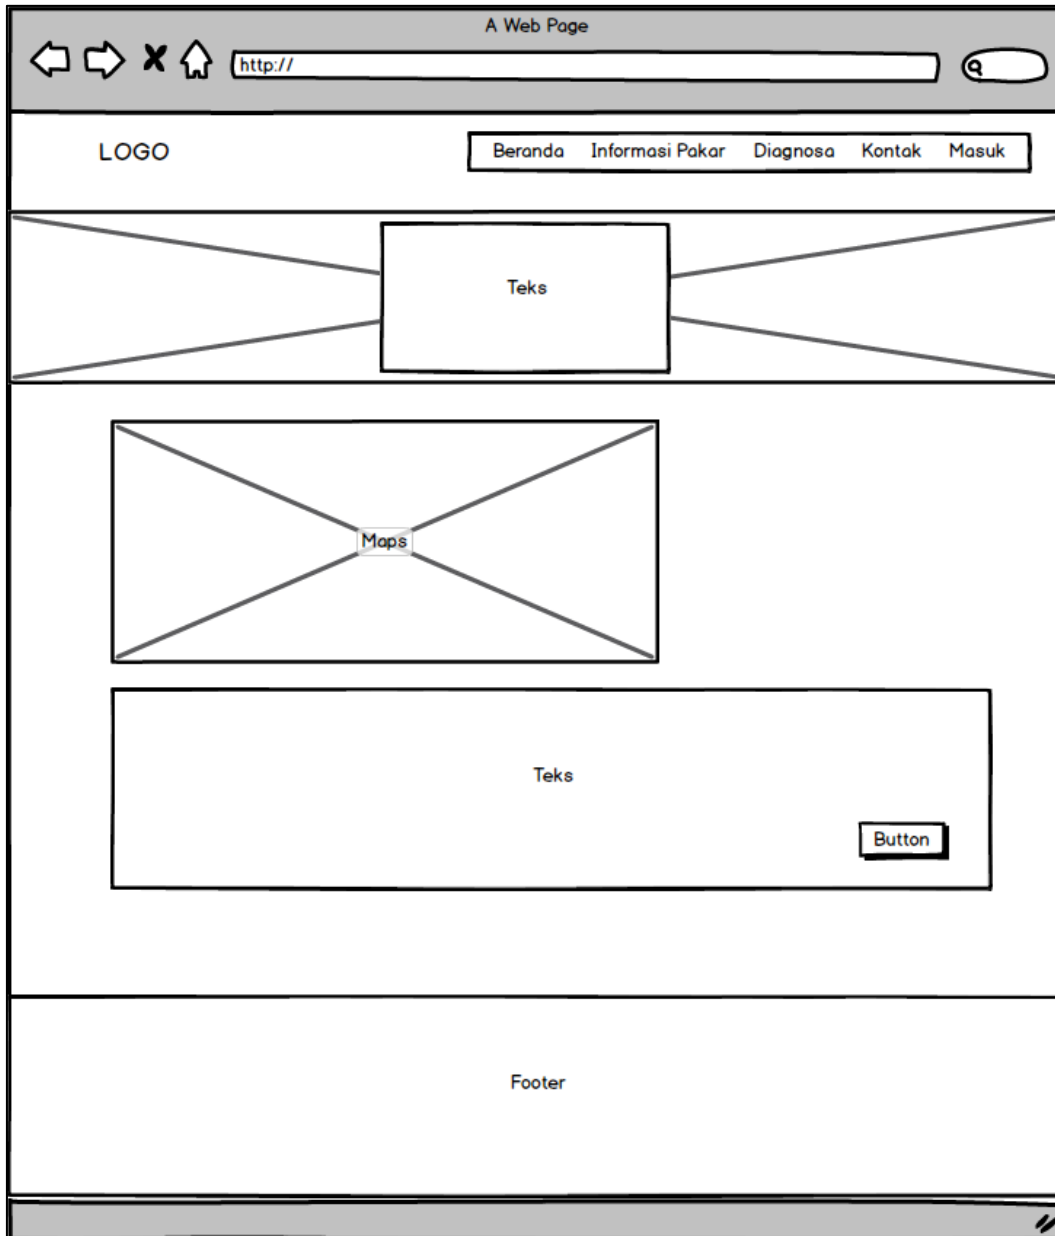 A Web Page
http://
LOGO
Beranda Informasi Pakar Diagnosa Kontak Masuk
Teks
Maps
Teks
Button
Footer